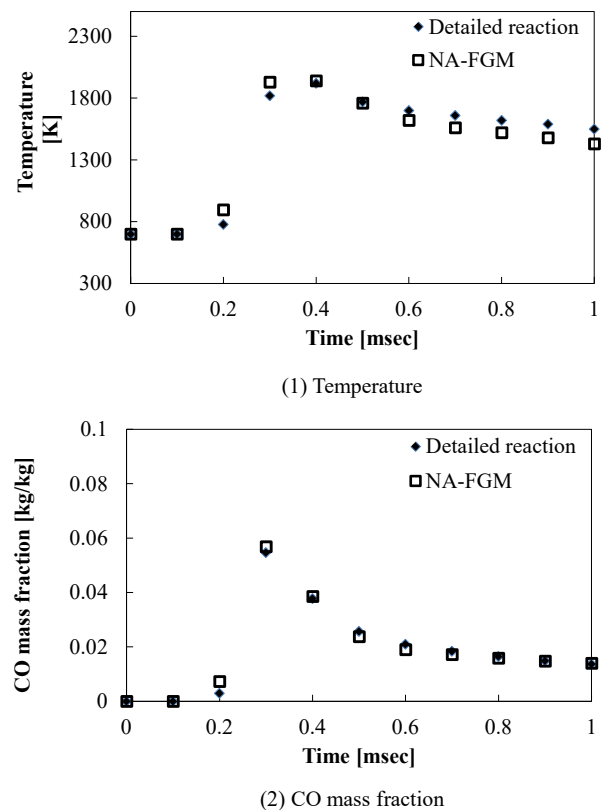 2300
1800
1300
800
300
Temperature
[K]
Detailed reaction
NA-FGM
0 0.2 0.4 0.6 0.8 1
Time [msec]
(1) Temperature
0.1
0.08
0.06
0.04
0.02
0
CO mass fraction [kg/kg]
Detailed reaction
NA-FGM
0 0.2 0.4 0.6 0.8 1
Time [msec]
(2) CO mass fraction